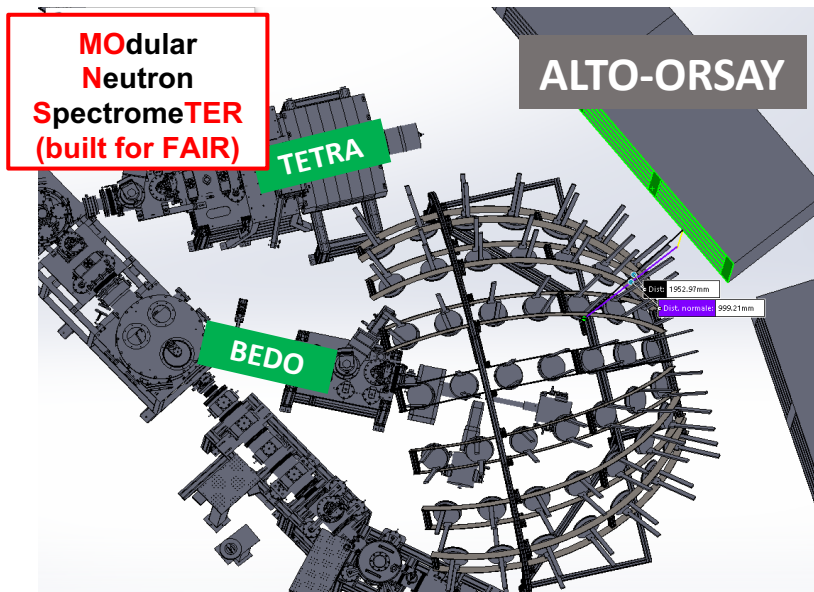 MOdular
Neutron
SpectromeTER
(built for FAIR)
ALTO-ORSAY
TETRA
Dist: 1952.97mm
Dist. normale: 999.21mm
BEDO